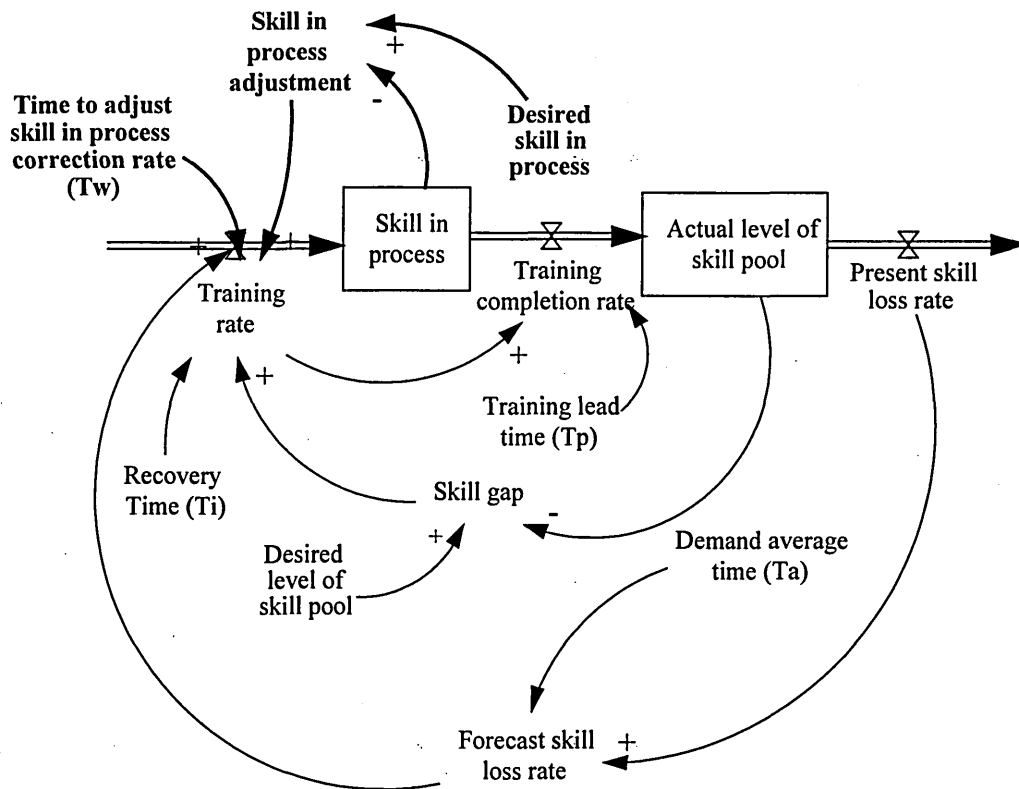 Skill in
process
adjustment
+
-
Desired
skill in
process
Time to adjust
skill in process
correction rate
(Tw)
Skill in
process
Actual level of
skill pool
+
+
Training
rate
Training
completion rate
Present skill
loss rate
+
+
Training lead
time (Tp)
Recovery
Time (Ti)
Skill gap
-
+
Desired
level of
skill pool
Demand average
time (Ta)
Forecast skill
loss rate
+